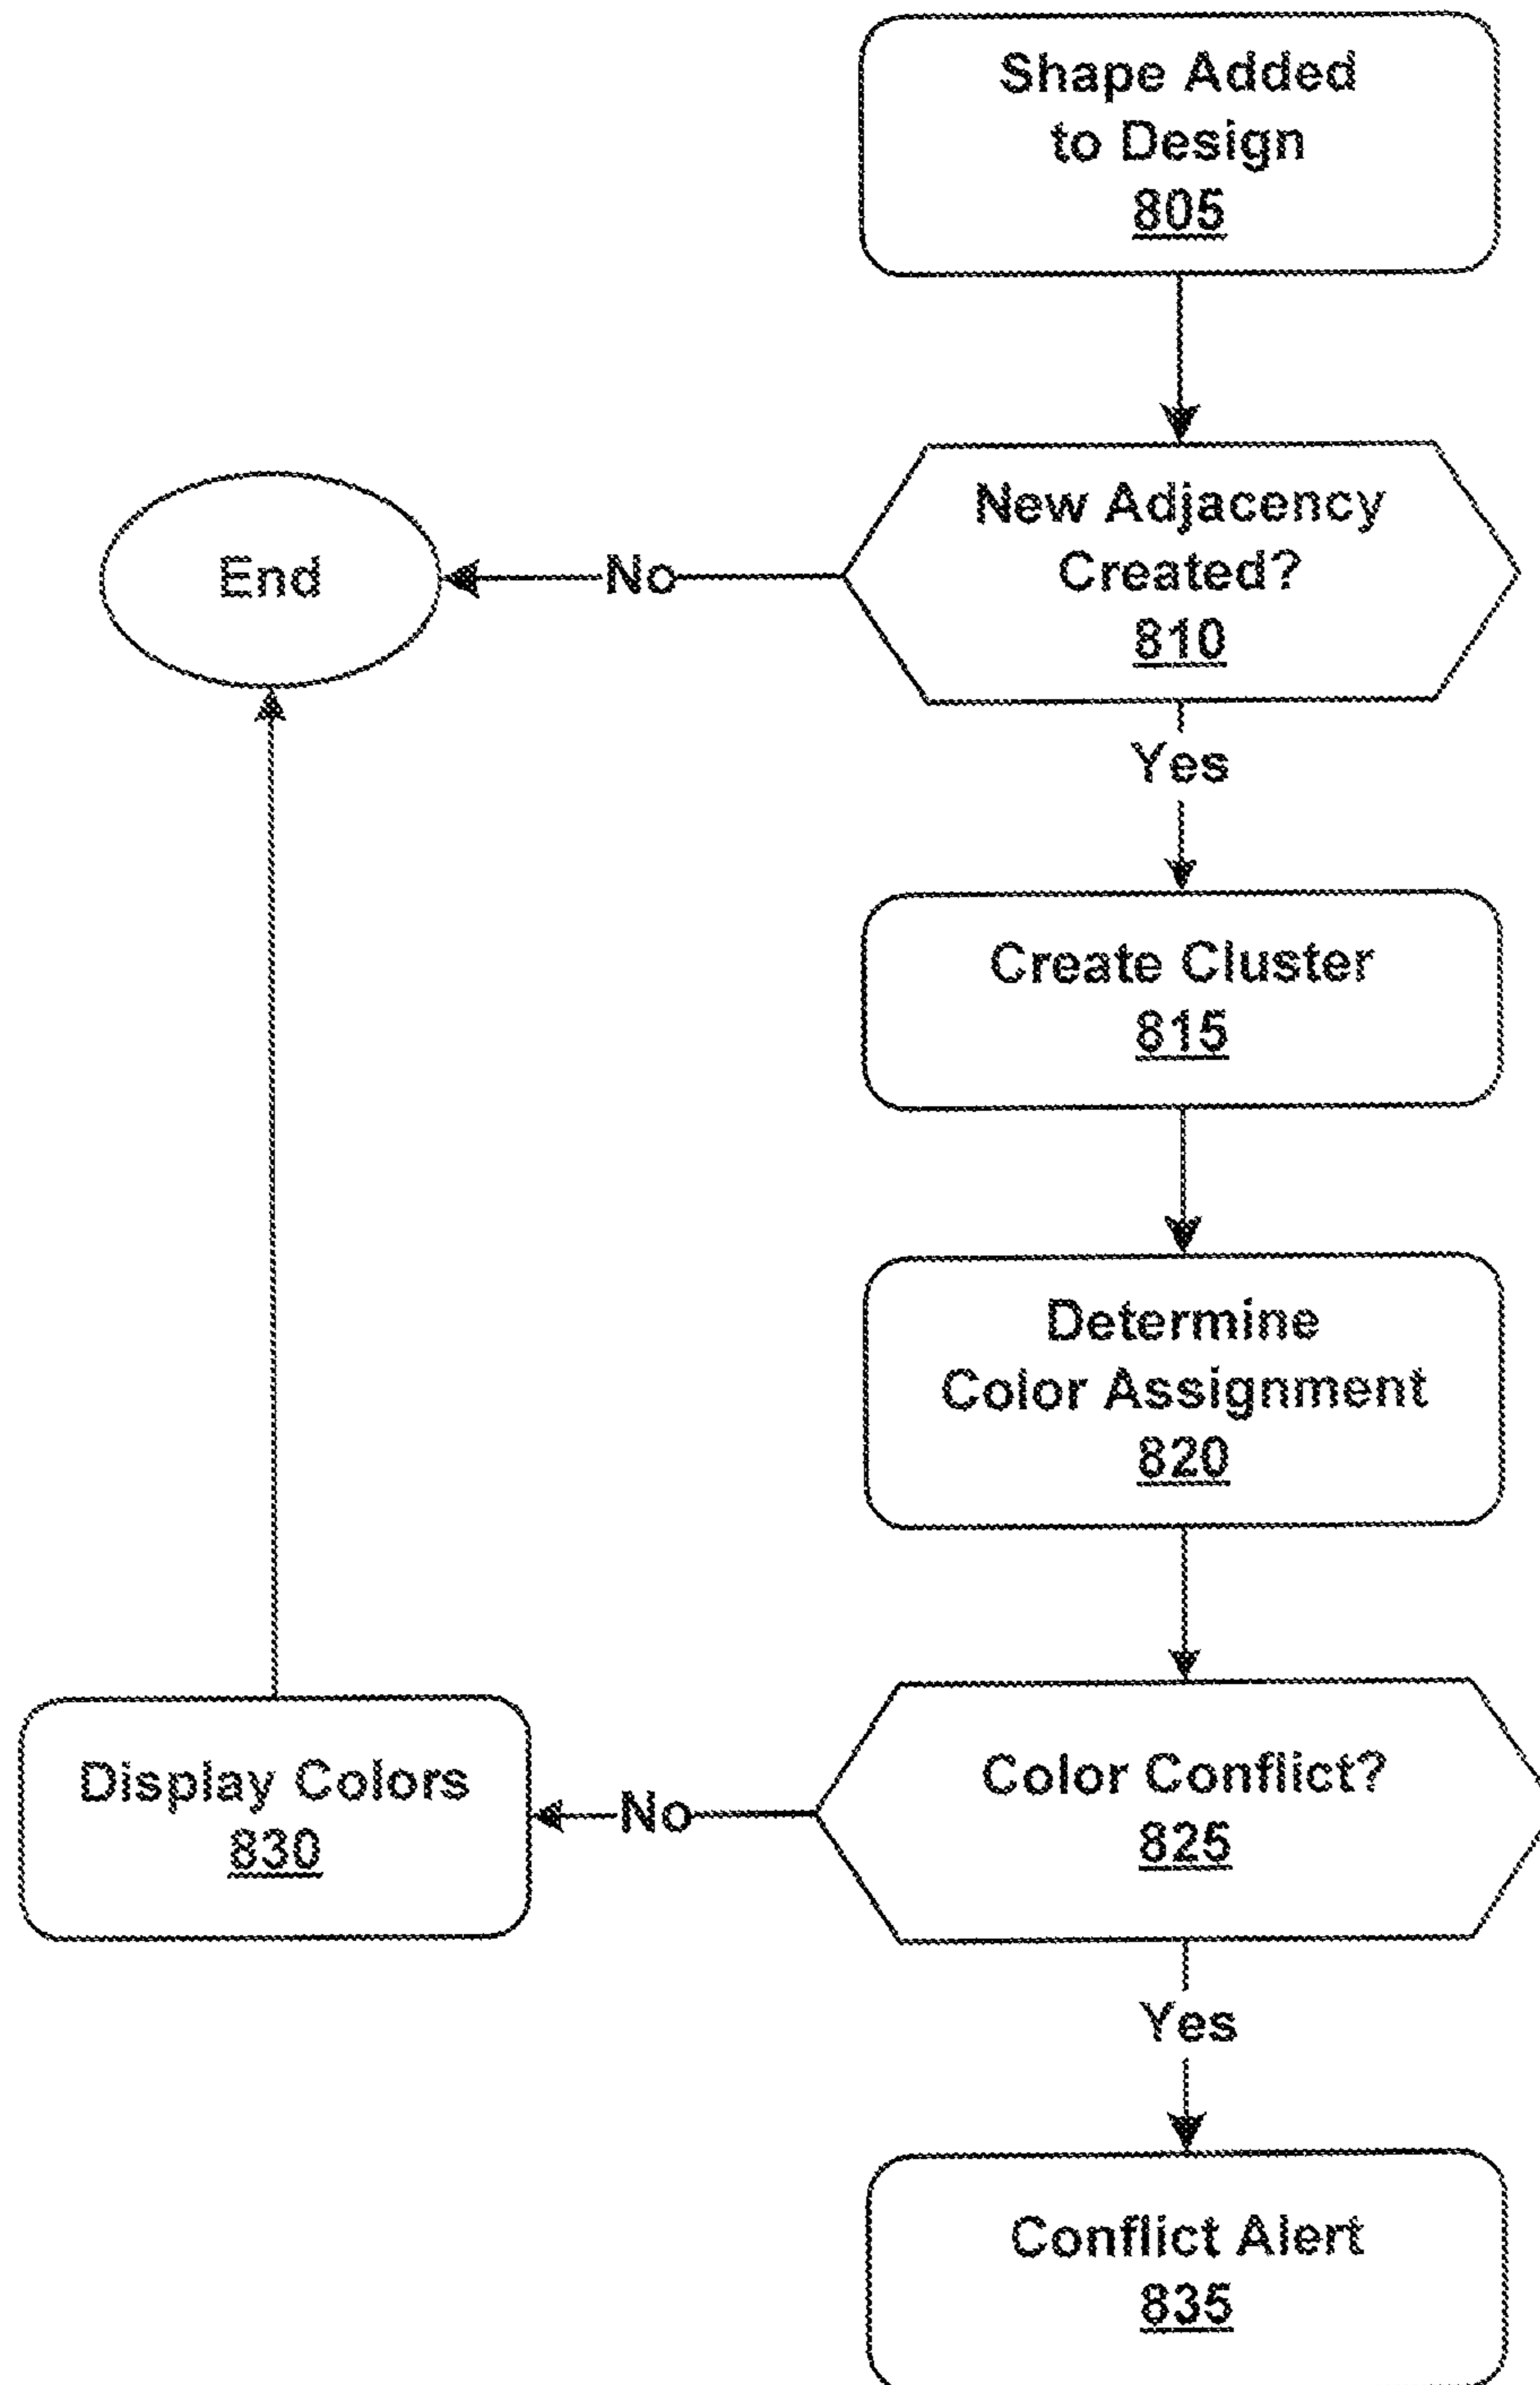 Shape Added
to Design
805
New Adjacency
Created?
810
No
End
Yes
Create Cluster
815
Determine
Color Assignment
820
Color Conflict?
825
No
Display Colors
830
Yes
Conflict Alert
835